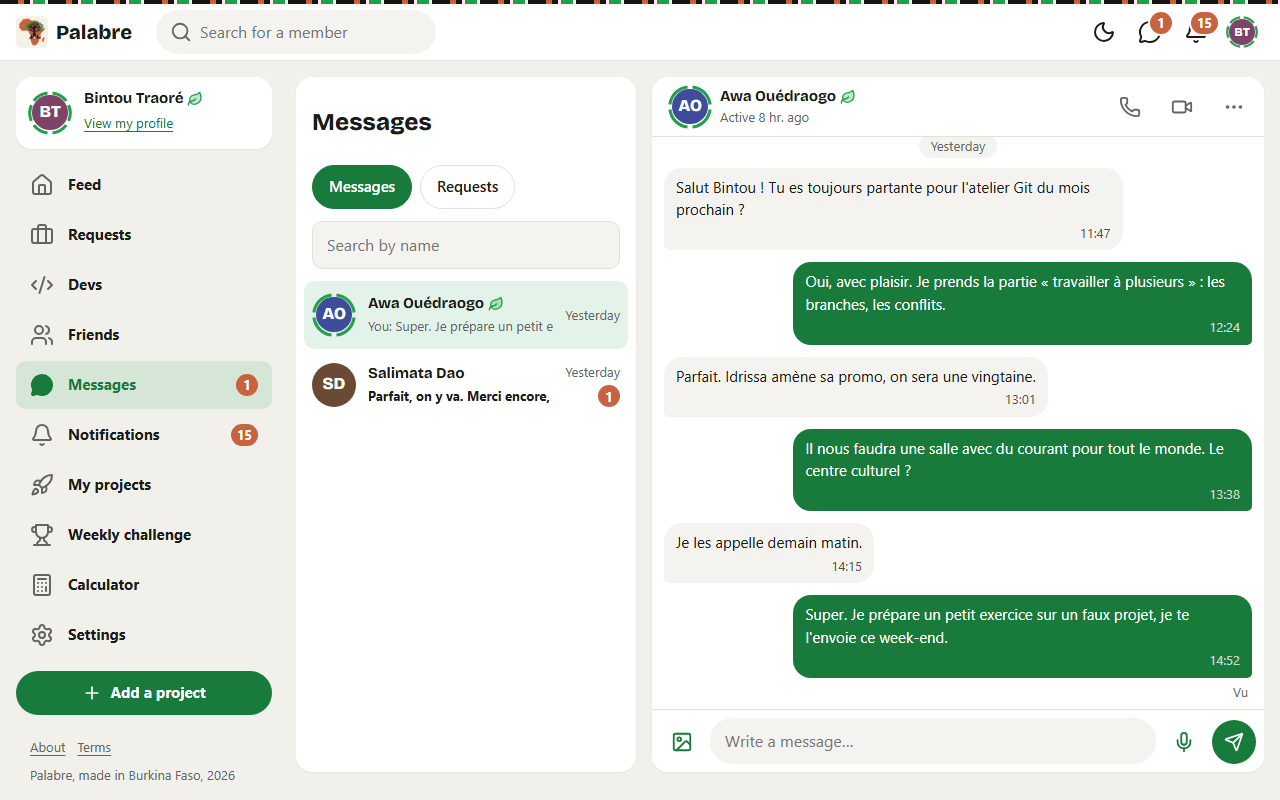 Palabre
Search for a member
1
15
BT
BT
Bintou Traoré
View my profile
Feed
Requests
Devs
Friends
Messages
1
Notifications
15
My projects
Weekly challenge
Calculator
Settings
Add a project
About Terms
Palabre, made in Burkina Faso, 2026
Messages
Messages
Requests
Search by name
AO
Awa Ouédraogo
You: Super. Je prépare un petit e
Yesterday
SD
Salimata Dao
Yesterday
Parfait, on y va. Merci encore,
1
AO
Awa Ouédraogo
Active 8 hr. ago
Yesterday
Salut Bintou ! Tu es toujours partante pour l'atelier Git du mois
prochain ?
11:47
Oui, avec plaisir. Je prends la partie « travailler à plusieurs » : les
branches, les conflits.
12:24
Parfait. Idrissa amène sa promo, on sera une vingtaine.
13:01
Il nous faudra une salle avec du courant pour tout le monde. Le
centre culturel ?
13:38
Je les appelle demain matin.
14:15
Super. Je prépare un petit exercice sur un faux projet, je te
l'envoie ce week-end.
14:52
Vu
Write a message...